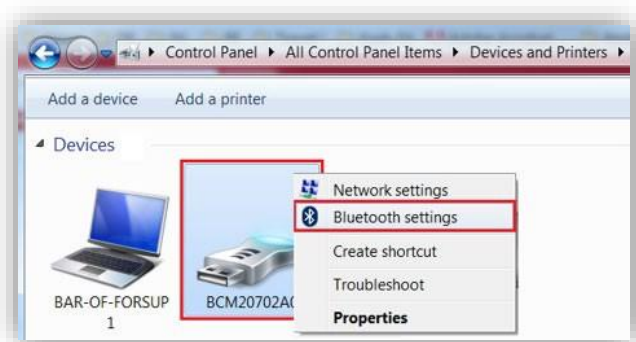 Control Panel ▸ All Control Panel Items ▸ Devices and Printers ▸
Add a device Add a printer
Devices
Network settings
Bluetooth settings
Create shortcut
Troubleshoot
Properties
BAR-OF-FORSUP
1
BCM20702A0